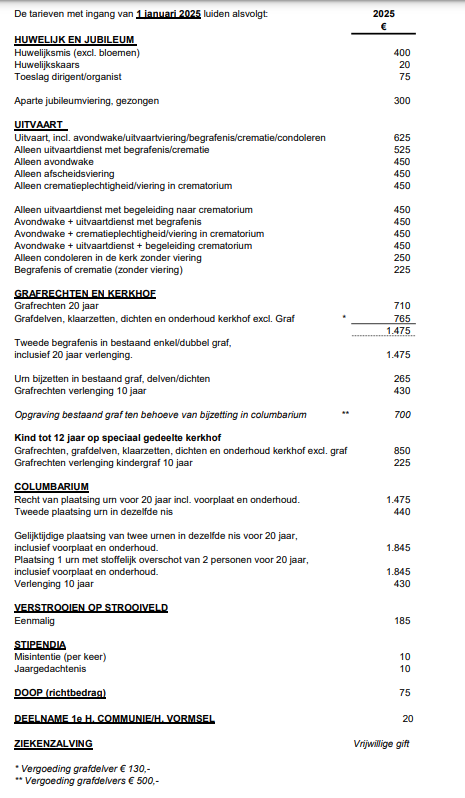 De tarieven met ingang van 1 januari 2025 luiden alsvolgt: 2025
€
HUWELIJK EN JUBILEUM
Huwelijksmis (excl. bloemen) 400
Huwelijkskaars 20
Toeslag dirigent/organist 75
Aparte jubileumviering, gezongen 300
UITVAART
Uitvaart, incl. avondwake/uitvaartviering/begrafenis/crematie/condoleren 625
Alleen uitvaartdienst met begrafenis/crematie 525
Alleen avondwake 450
Alleen afscheidsviering 450
Alleen crematieplechtigheid/viering in crematorium 450
Alleen uitvaartdienst met begeleiding naar crematorium 450
Avondwake + uitvaartdienst met begrafenis 450
Avondwake + crematieplechtigheid/viering in crematorium 450
Avondwake + uitvaartdienst + begeleiding crematorium 450
Alleen condoleren in de kerk zonder viering 250
Begrafenis of crematie (zonder viering) 225
GRAFRECHTEN EN KERKHOF
Grafrechten 20 jaar 710
Grafdelven, klaarzetten, dichten en onderhoud kerkhof excl. Graf * 765
1.475
Tweede begrafenis in bestaand enkel/dubbel graf,
inclusief 20 jaar verlenging. 1.475
Urn bijzetten in bestaand graf, delven/dichten 265
Grafrechten verlenging 10 jaar 430
Opgraving bestaand graf ten behoeve van bijzetting in columbarium ** 700
Kind tot 12 jaar op speciaal gedeelte kerkhof
Grafrechten, grafdelven, klaarzetten, dichten en onderhoud kerkhof excl. graf 850
Grafrechten verlenging kindergraf 10 jaar 225
COLUMBARIUM
Recht van plaatsing urn voor 20 jaar incl. voorplaat en onderhoud. 1.475
Tweede plaatsing urn in dezelfde nis 440
Gelijktijdige plaatsing van twee urnen in dezelfde nis voor 20 jaar,
inclusief voorplaat en onderhoud. 1.845
Plaatsing 1 urn met stoffelijk overschot van 2 personen voor 20 jaar,
inclusief voorplaat en onderhoud. 1.845
Verlenging 10 jaar 430
VERSTROOIEN OP STROOIVELD
Eenmalig 185
STIPENDIA
Misintentie (per keer) 10
Jaargedachtenis 10
DOOP (richtbedrag) 75
DEELNAME 1e H. COMMUNIE/H. VORMSEL 20
ZIEKENZALVING Vrijwillige gift
* Vergoeding grafdelver € 130,-
** Vergoeding grafdelvers € 500,-